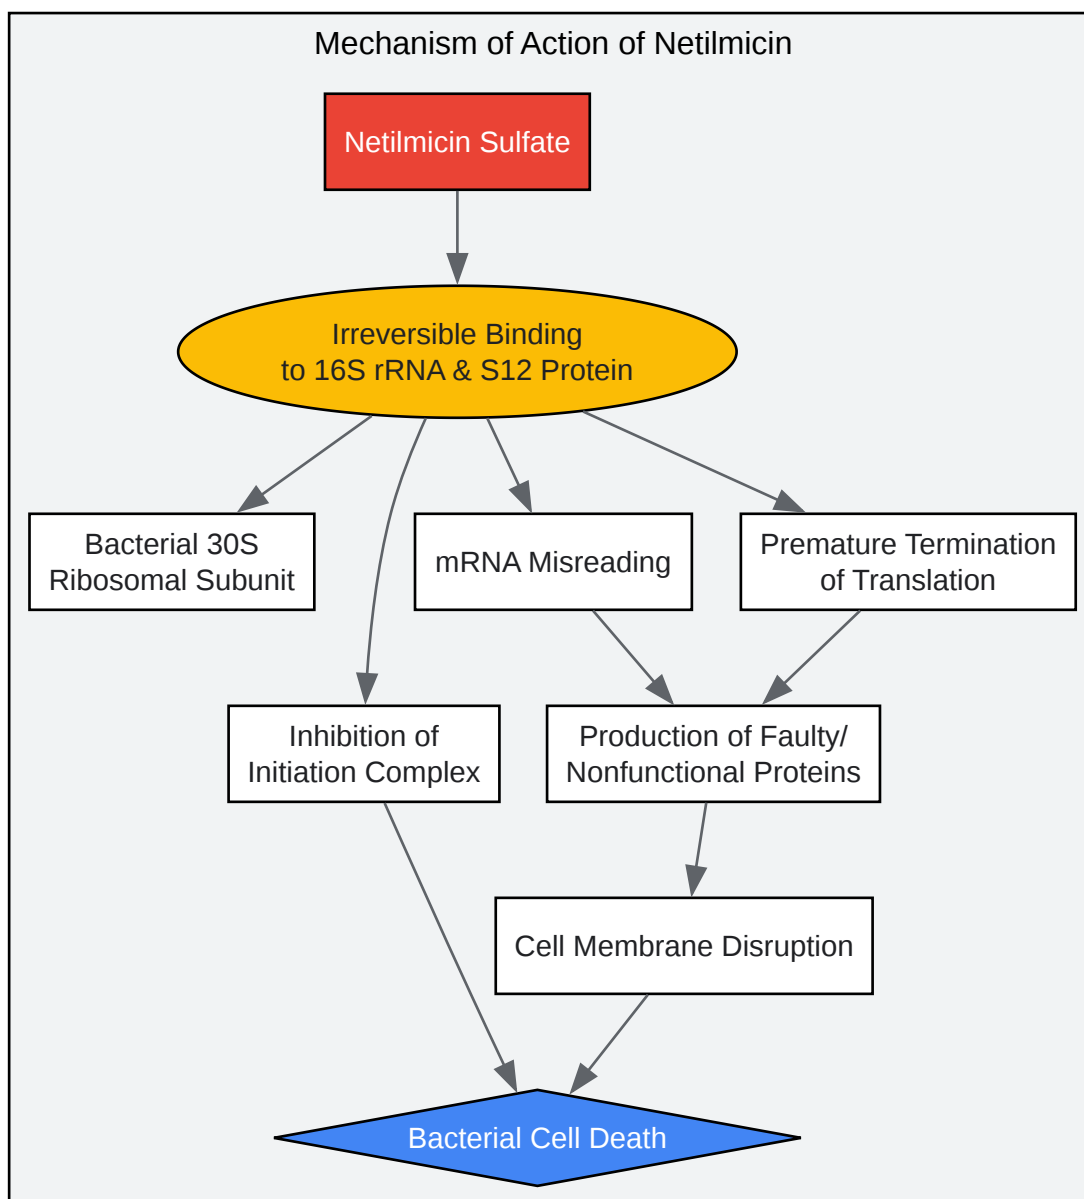 Mechanism of Action of Netilmicin
Netilmicin Sulfate
Irreversible Binding
to 16S rRNA & S12 Protein
Bacterial 30S
Ribosomal Subunit
mRNA Misreading
Premature Termination
of Translation
Inhibition of
Initiation Complex
Production of Faulty/
Nonfunctional Proteins
Cell Membrane Disruption
Bacterial Cell Death